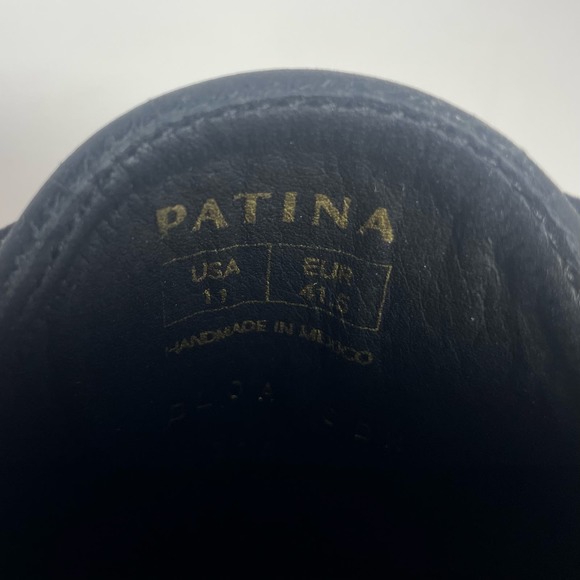 PATINA
USA EUR
11 41.5
HANDMADE IN MEXICO